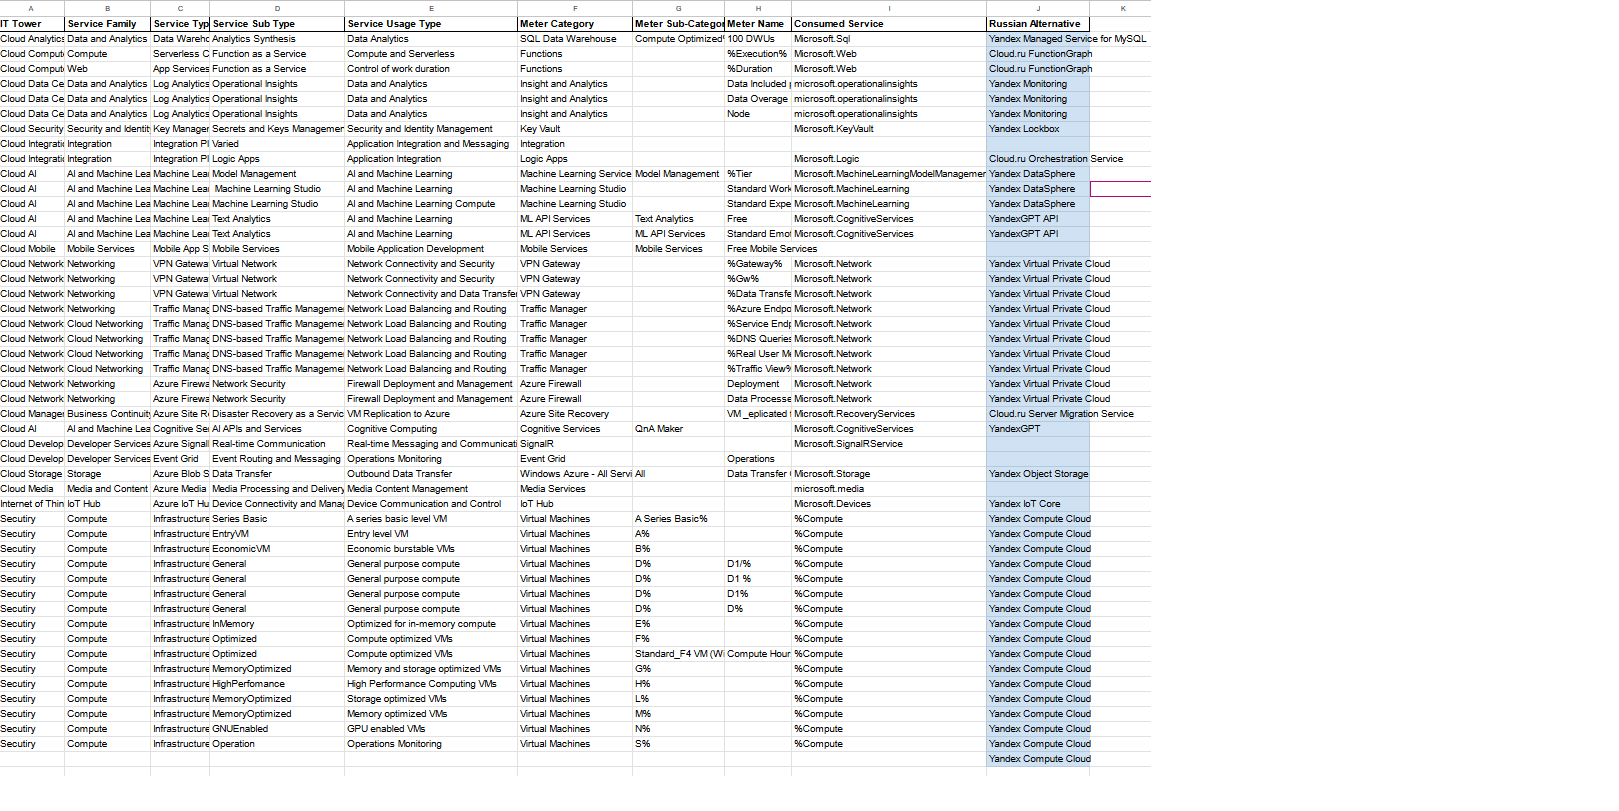 A B C D E F G H I J K
IT Tower Service Family Service Typ Service Sub Type Service Usage Type Meter Category Meter Sub-Categor Meter Name Consumed Service Russian Alternative
Cloud Analytics Data and Analytics Data Wareho Analytics Synthesis Data Analytics SQL Data Warehouse Compute Optimized 100 DWUs Microsoft.Sql Yandex Managed Service for MySQL
Cloud Comput Compute Serverless C Function as a Service Compute and Serverless Functions %Execution% Microsoft.Web Cloud.ru FunctionGraph
Cloud Comput Web App Services Function as a Service Control of work duration Functions %Duration Microsoft.Web Cloud.ru FunctionGraph
Cloud Data Ce Data and Analytics Log Analytics Operational Insights Data and Analytics Insight and Analytics Data Included microsoft.operationalinsights Yandex Monitoring
Cloud Data Ce Data and Analytics Log Analytics Operational Insights Data and Analytics Insight and Analytics Data Overage microsoft.operationalinsights Yandex Monitoring
Cloud Data Ce Data and Analytics Log Analytics Operational Insights Data and Analytics Insight and Analytics Node microsoft.operationalinsights Yandex Monitoring
Cloud Security Security and Identity Key Manager Secrets and Keys Managemen Security and Identity Management Key Vault Microsoft.KeyVault Yandex Lockbox
Cloud Integratio Integration Integration Pl Varied Application Integration and Messaging Integration
Cloud Integratio Integration Integration Pl Logic Apps Application Integration Logic Apps Microsoft.Logic Cloud.ru Orchestration Service
Cloud AI AI and Machine Lea Machine Lea Model Management AI and Machine Learning Machine Learning Service Model Management %Tier Microsoft.MachineLearningModelManagemer Yandex DataSphere
Cloud AI AI and Machine Lea Machine Lea Machine Learning Studio AI and Machine Learning Machine Learning Studio Standard Work Microsoft.MachineLearning Yandex DataSphere
Cloud AI AI and Machine Lea Machine Lea Machine Learning Studio AI and Machine Learning Compute Machine Learning Studio Standard Expe Microsoft.MachineLearning Yandex DataSphere
Cloud AI AI and Machine Lea Machine Lea Text Analytics AI and Machine Learning ML API Services Text Analytics Free Microsoft.CognitiveServices YandexGPT API
Cloud AI AI and Machine Lea Machine Lea Text Analytics AI and Machine Learning ML API Services ML API Services Standard Emot Microsoft.CognitiveServices YandexGPT API
Cloud Mobile Mobile Services Mobile App S Mobile Services Mobile Application Development Mobile Services Mobile Services Free Mobile Services
Cloud Network Networking VPN Gatewa Virtual Network Network Connectivity and Security VPN Gateway %Gateway% Microsoft.Network Yandex Virtual Private Cloud
Cloud Network Networking VPN Gatewa Virtual Network Network Connectivity and Security VPN Gateway %Gw% Microsoft.Network Yandex Virtual Private Cloud
Cloud Network Networking VPN Gatewa Virtual Network Network Connectivity and Data Transfer VPN Gateway %Data Transfe Microsoft.Network Yandex Virtual Private Cloud
Cloud Network Networking Traffic Manag DNS-based Traffic Manageme Network Load Balancing and Routing Traffic Manager %Azure Endpo Microsoft.Network Yandex Virtual Private Cloud
Cloud Network Cloud Networking Traffic Manag DNS-based Traffic Manageme Network Load Balancing and Routing Traffic Manager %Service Endp Microsoft.Network Yandex Virtual Private Cloud
Cloud Network Cloud Networking Traffic Manag DNS-based Traffic Manageme Network Load Balancing and Routing Traffic Manager %DNS Queries Microsoft.Network Yandex Virtual Private Cloud
Cloud Network Cloud Networking Traffic Manag DNS-based Traffic Manageme Network Load Balancing and Routing Traffic Manager %Real User Me Microsoft.Network Yandex Virtual Private Cloud
Cloud Network Cloud Networking Traffic Manag DNS-based Traffic Manageme Network Load Balancing and Routing Traffic Manager %Traffic View% Microsoft.Network Yandex Virtual Private Cloud
Cloud Network Networking Azure Firewa Network Security Firewall Deployment and Management Azure Firewall Deployment Microsoft.Network Yandex Virtual Private Cloud
Cloud Network Networking Azure Firewa Network Security Firewall Deployment and Management Azure Firewall Data Processe Microsoft.Network Yandex Virtual Private Cloud
Cloud Manager Business Continuity Azure Site Re Disaster Recovery as a Servic VM Replication to Azure Azure Site Recovery VM _eplicated t Microsoft.RecoveryServices Cloud.ru Server Migration Service
Cloud AI AI and Machine Lea Cognitive Ser AI APIs and Services Cognitive Computing Cognitive Services QnA Maker Microsoft.CognitiveServices YandexGPT
Cloud Develop Developer Services Azure Signall Real-time Communication Real-time Messaging and Communicati SignalR Microsoft.SignalRService
Cloud Develop Developer Services Event Grid Event Routing and Messaging Operations Monitoring Event Grid Operations
Cloud Storage Storage Azure Blob S Data Transfer Outbound Data Transfer Windows Azure - All Servi All Data Transfer Microsoft.Storage Yandex Object Storage
Cloud Media Media and Content Azure Media Media Processing and Delivery Media Content Management Media Services microsoft.media
Internet of Thin IoT Hub Azure IoT Hu Device Connectivity and Manag Device Communication and Control IoT Hub Microsoft.Devices Yandex IoT Core
Secutiry Compute Infrastructure Series Basic A series basic level VM Virtual Machines A Series Basic% %Compute Yandex Compute Cloud
Secutiry Compute Infrastructure EntryVM Entry level VM Virtual Machines A% %Compute Yandex Compute Cloud
Secutiry Compute Infrastructure EconomicVM Economic burstable VMs Virtual Machines B% %Compute Yandex Compute Cloud
Secutiry Compute Infrastructure General General purpose compute Virtual Machines D% D1/% %Compute Yandex Compute Cloud
Secutiry Compute Infrastructure General General purpose compute Virtual Machines D% D1 % %Compute Yandex Compute Cloud
Secutiry Compute Infrastructure General General purpose compute Virtual Machines D% D1% %Compute Yandex Compute Cloud
Secutiry Compute Infrastructure General General purpose compute Virtual Machines D% D% %Compute Yandex Compute Cloud
Secutiry Compute Infrastructure InMemory Optimized for in-memory compute Virtual Machines E% %Compute Yandex Compute Cloud
Secutiry Compute Infrastructure Optimized Compute optimized VMs Virtual Machines F% %Compute Yandex Compute Cloud
Secutiry Compute Infrastructure Optimized Compute optimized VMs Virtual Machines Standard_F4 VM (Wi Compute Hour %Compute Yandex Compute Cloud
Secutiry Compute Infrastructure MemoryOptimized Memory and storage optimized VMs Virtual Machines G% %Compute Yandex Compute Cloud
Secutiry Compute Infrastructure HighPerfomance High Performance Computing VMs Virtual Machines H% %Compute Yandex Compute Cloud
Secutiry Compute Infrastructure MemoryOptimized Storage optimized VMs Virtual Machines L% %Compute Yandex Compute Cloud
Secutiry Compute Infrastructure MemoryOptimized Memory optimized VMs Virtual Machines M% %Compute Yandex Compute Cloud
Secutiry Compute Infrastructure GNUEnabled GPU enabled VMs Virtual Machines N% %Compute Yandex Compute Cloud
Secutiry Compute Infrastructure Operation Operations Monitoring Virtual Machines S% %Compute Yandex Compute Cloud
Yandex Compute Cloud